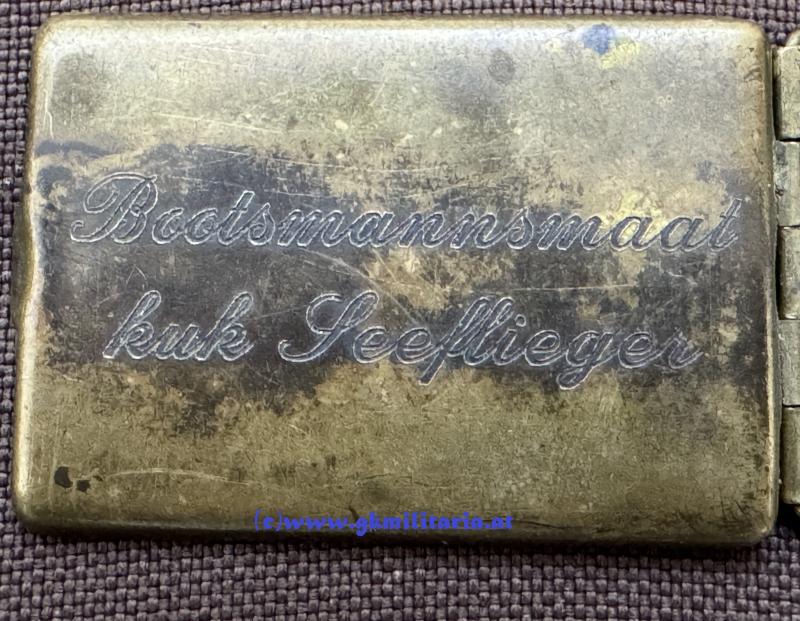 Bootsmannsmaat
kuk Seeflieger
(c)www.gkmilitaria.at